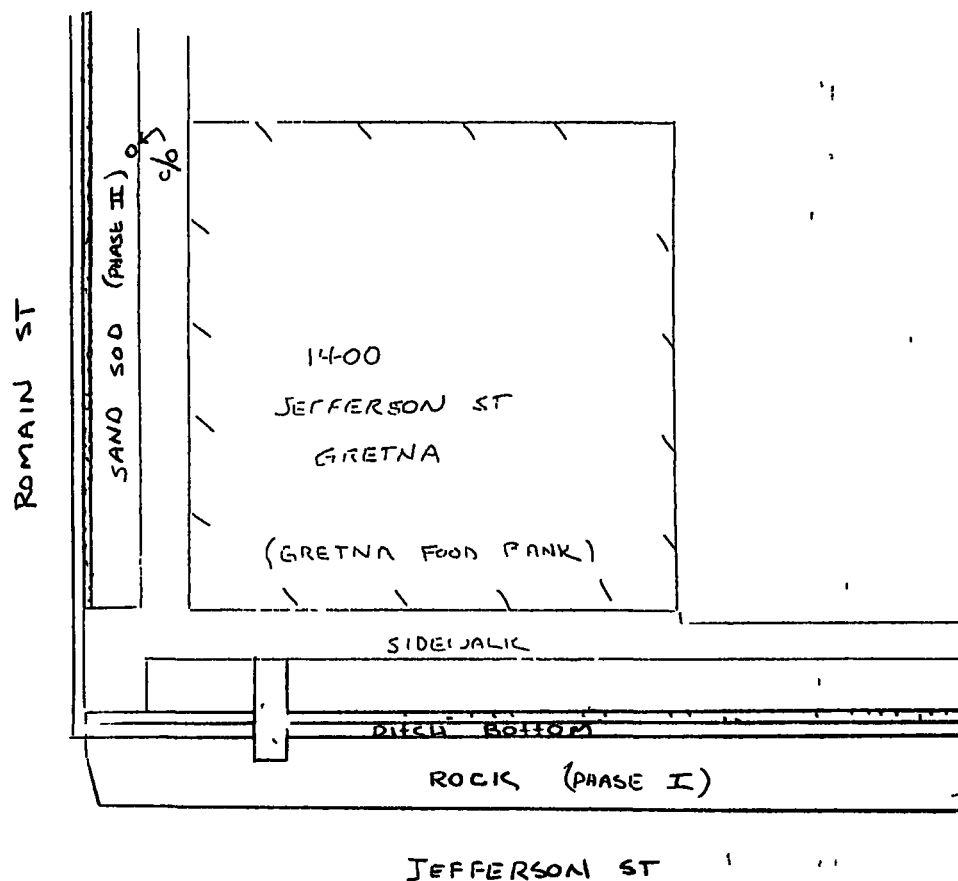 ROMAIN ST
SAND SOD (PHASE II)
c/o
1400
JEFFERSON ST
GRETNA
(GRETNA FOOD BANK)
SIDEWALK
DITCH BOTTOM
ROCK (PHASE I)
JEFFERSON ST